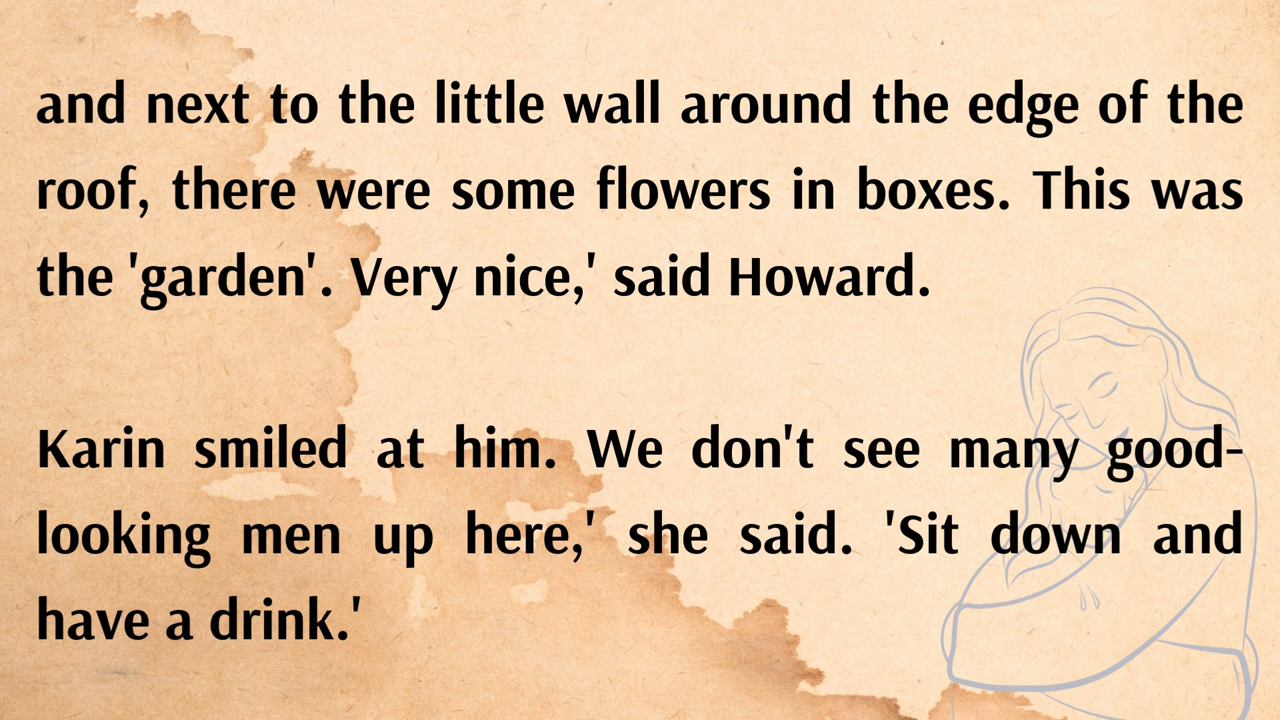 and next to the little wall around the edge of the
roof, there were some flowers in boxes. This was
the 'garden'. Very nice,' said Howard.
Karin smiled at him. We don't see many good-
looking men up here,' she said. 'Sit down and
have a drink.'